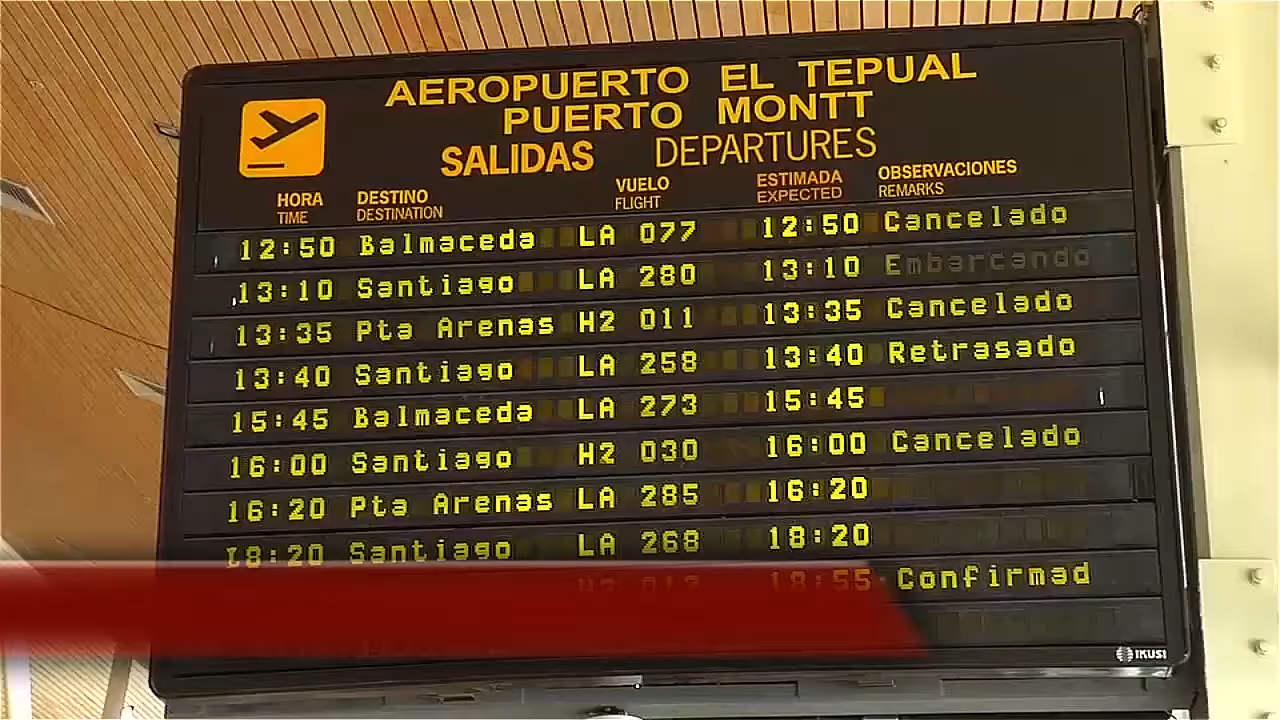 AEROPUERTO EL TEPUAL
PUERTO MONTT
SALIDAS DEPARTURES
HORA DESTINO VUELO ESTIMADA OBSERVACIONES
TIME DESTINATION FLIGHT EXPECTED REMARKS
12:50 Balmaceda LA 077 12:50 Cancelado
13:10 Santiago LA 280 13:10 Embarcando
13:35 Pta Arenas H2 011 13:35 Cancelado
13:40 Santiago LA 258 13:40 Retrasado
15:45 Balmaceda LA 273 15:45
16:00 Santiago H2 030 16:00 Cancelado
16:20 Pta Arenas LA 285 16:20
18:20 Santiago LA 268 18:20
18:55 Confirmad
IKUSI